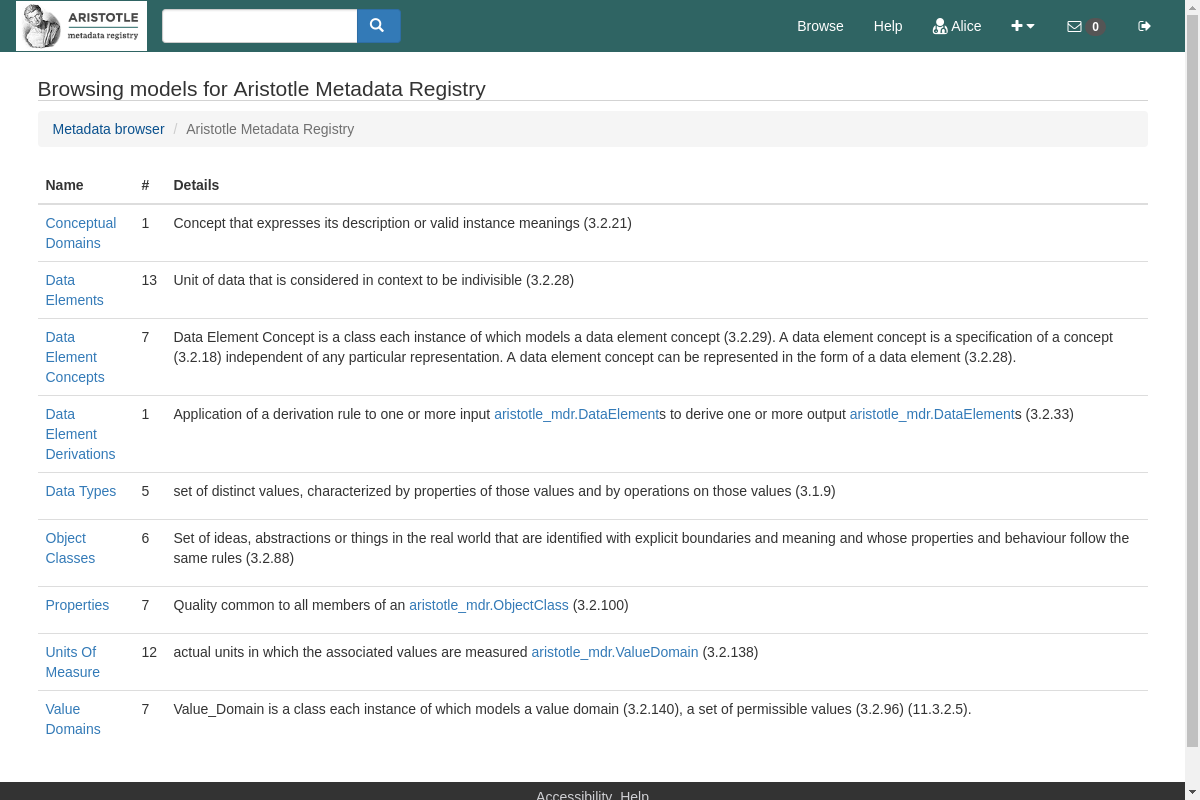 ARISTOTLE
metadata registry
Browse
Help
Alice
0
Browsing models for Aristotle Metadata Registry
Metadata browser / Aristotle Metadata Registry
Name # Details
Conceptual Domains 1 Concept that expresses its description or valid instance meanings (3.2.21)
Data Elements 13 Unit of data that is considered in context to be indivisible (3.2.28)
Data Element Concepts 7 Data Element Concept is a class each instance of which models a data element concept (3.2.29). A data element concept is a specification of a concept
(3.2.18) independent of any particular representation. A data element concept can be represented in the form of a data element (3.2.28).
Data Element Derivations 1 Application of a derivation rule to one or more input aristotle_mdr.DataElements to derive one or more output aristotle_mdr.DataElements (3.2.33)
Data Types 5 set of distinct values, characterized by properties of those values and by operations on those values (3.1.9)
Object Classes 6 Set of ideas, abstractions or things in the real world that are identified with explicit boundaries and meaning and whose properties and behaviour follow the
same rules (3.2.88)
Properties 7 Quality common to all members of an aristotle_mdr.ObjectClass (3.2.100)
Units Of Measure 12 actual units in which the associated values are measured aristotle_mdr.ValueDomain (3.2.138)
Value Domains 7 Value_Domain is a class each instance of which models a value domain (3.2.140), a set of permissible values (3.2.96) (11.3.2.5).
Accessibility Help